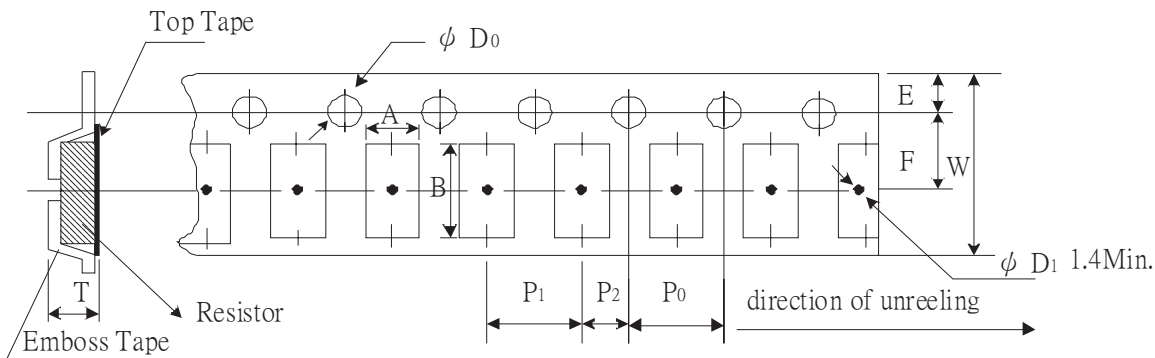 Top Tape
ϕ D0
E
A
F
W
B
ϕ D1 1.4Min.
T
P1
P2
P0
direction of unreeling
Resistor
Emboss Tape